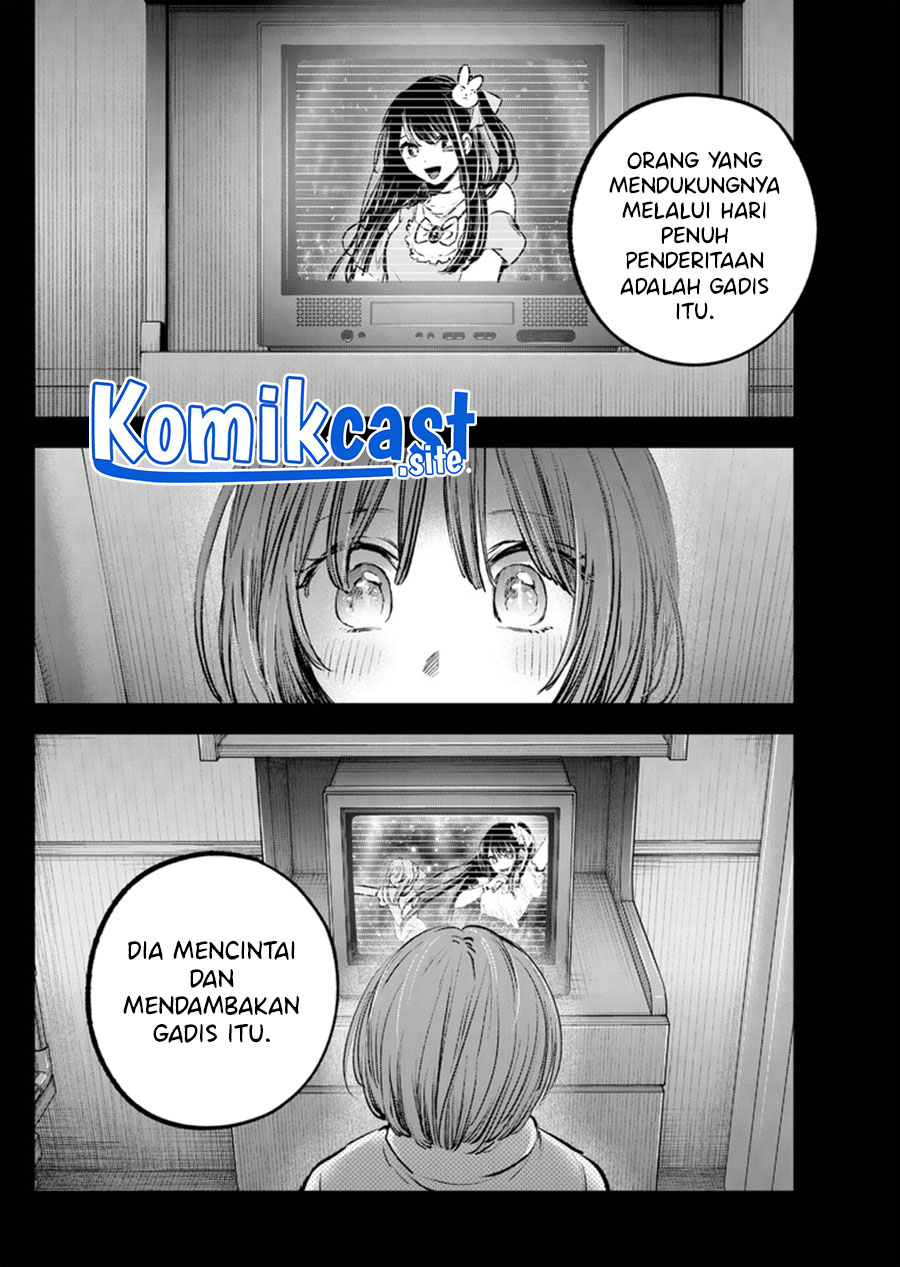 ORANG YANG
MENDUKUNGNYA
MELALUI HARI
PENUH
PENDERITAAN
ADALAH GADIS
ITU.
Komikcast
.site
DIA MENCINTAI
DAN
MENDAMBAKAN
GADIS ITU.